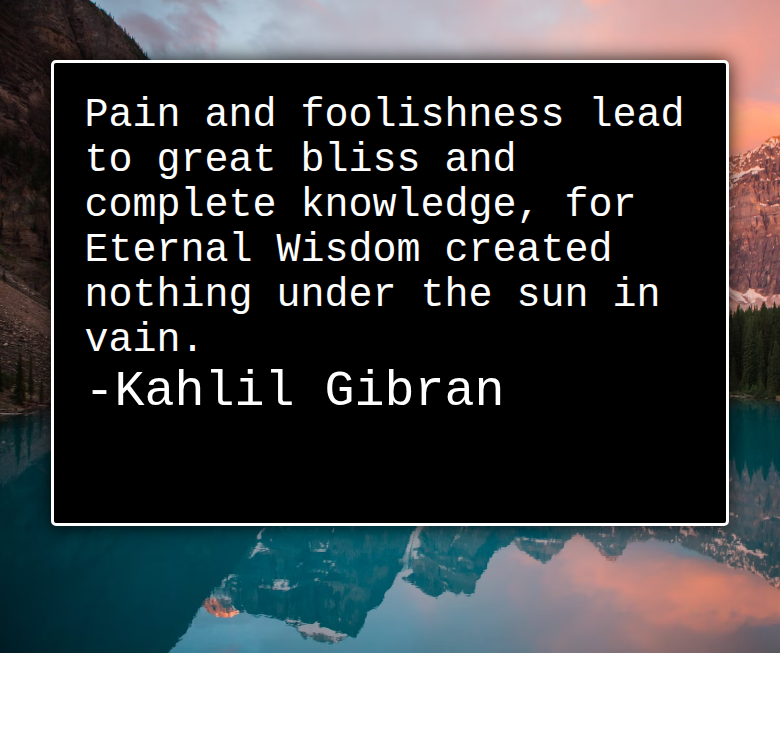 Pain and foolishness lead
to great bliss and
complete knowledge, for
Eternal Wisdom created
nothing under the sun in
vain.
-Kahlil Gibran